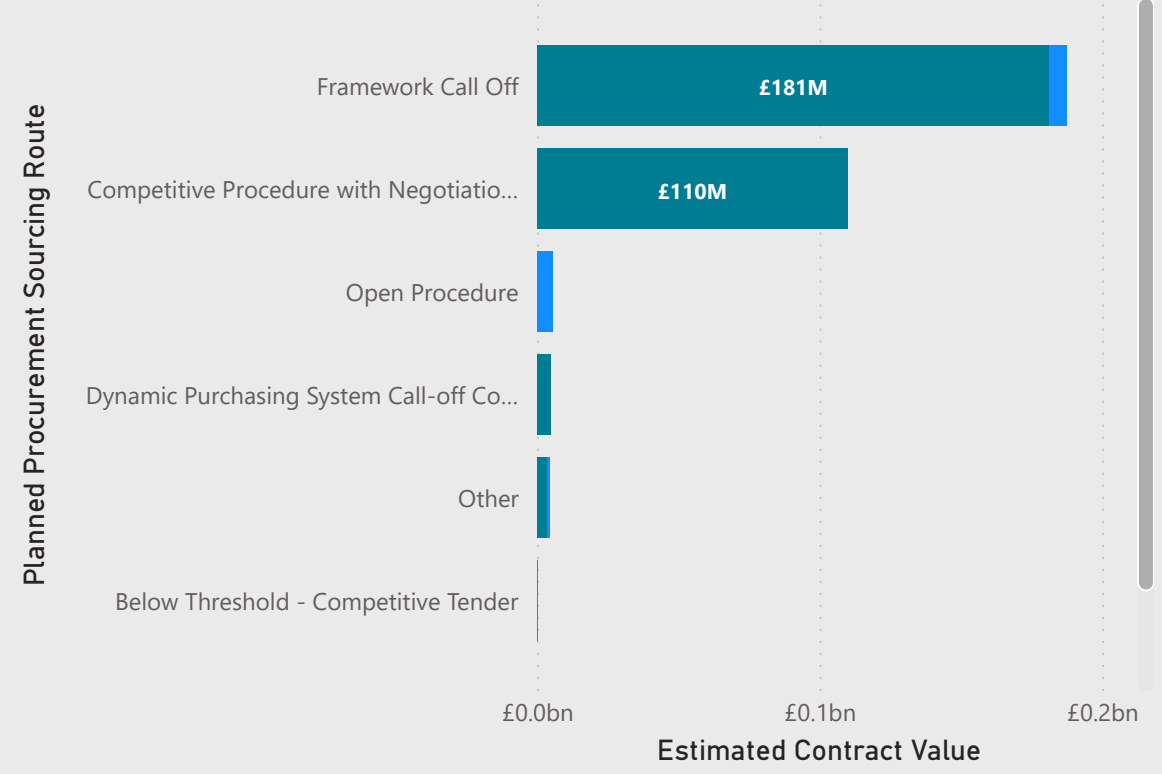 Planned Procurement Sourcing Route
Framework Call Off
£181M
Competitive Procedure with Negotiatio...
£110M
Open Procedure
Dynamic Purchasing System Call-off Co...
Other
Below Threshold - Competitive Tender
£0.0bn £0.1bn £0.2bn
Estimated Contract Value